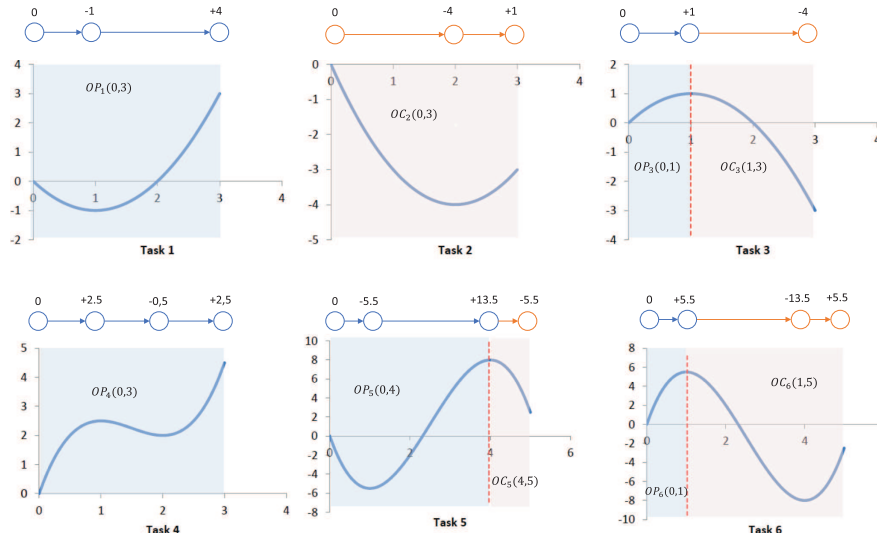 0 -1 +4
4
3
OP₁(0,3)
2
1
0
0 1 2 3 4
-1
-2
Task 1
0 -4 +1
0 1 2 3 4
0
-1
OC₂(0,3)
-2
-3
-4
-5
Task 2
0 +1 -4
2
1
0
0 1 2 3 4
-1
OP₃(0,1) OC₃(1,3)
-2
-3
-4
-5
Task 3
0 +2.5 -0,5 +2,5
5
4
OP₄(0,3)
3
2
1
0
0 1 2 3 4
Task 4
0 -5.5 +13.5 -5.5
10
8
6
OP₅(0,4)
4
2
0
0 2 4 6
-2
-4
-6
OC₅(4,5)
-8
Task 5
0 +5.5 -13.5 +5.5
8
6
OC₆(1,5)
4
2
0
0 2 4
-2
-4
-6
OP₆(0,1)
-8
-10
Task 6